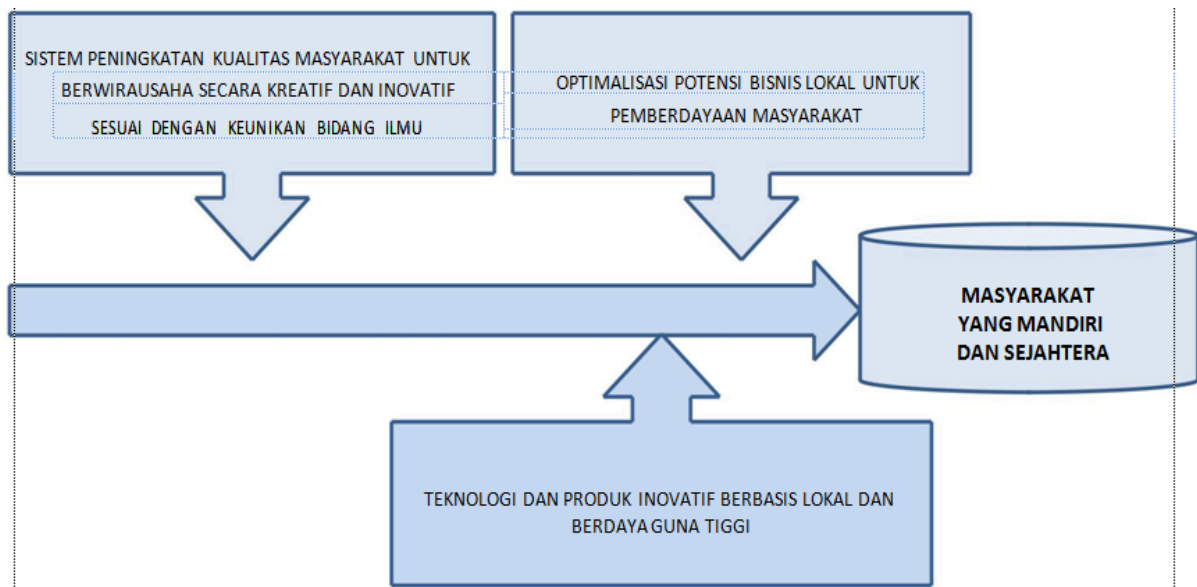 SISTEM PENINGKATAN KUALITAS MASYARAKAT UNTUK
BERWIRAUSAHA SECARA KREATIF DAN INOVATIF
SESUAI DENGAN KEUNIKAN BIDANG ILMU
OPTIMALISASI POTENSI BISNIS LOKAL UNTUK
PEMBERDAYAAN MASYARAKAT
MASYARAKAT
YANG MANDIRI
DAN SEJAHTERA
TEKNOLOGI DAN PRODUK INOVATIF BERBASIS LOKAL DAN
BERDAYA GUNA TIGGI